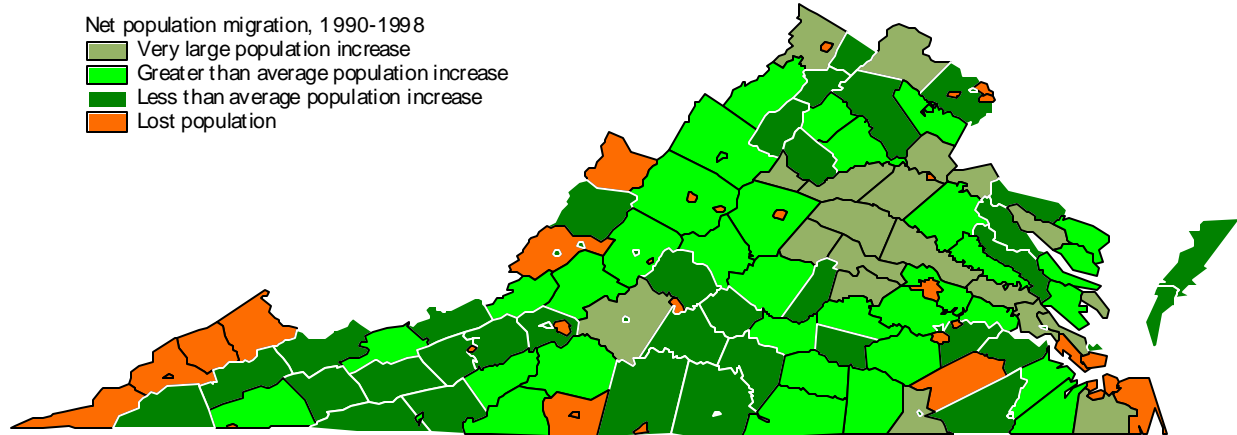 Net population migration, 1990-1998
Very large population increase
Greater than average population increase
Less than average population increase
Lost population